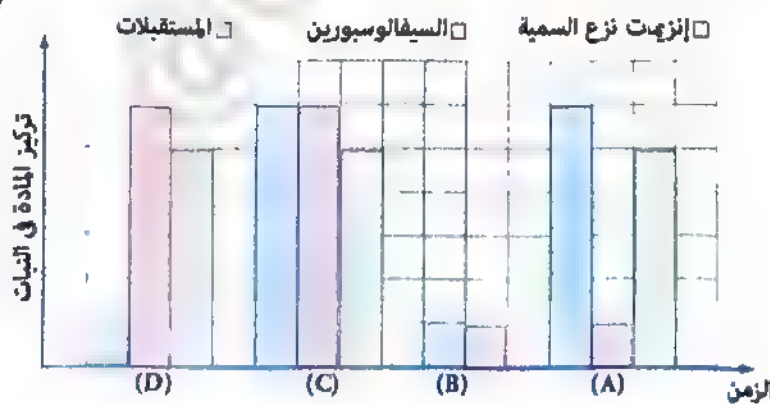 إنزيمات نزع السمية السيفالوسبورين المستقبلات
تركيز المادة في النبات
(D) (C) (B) (A)
الزمن